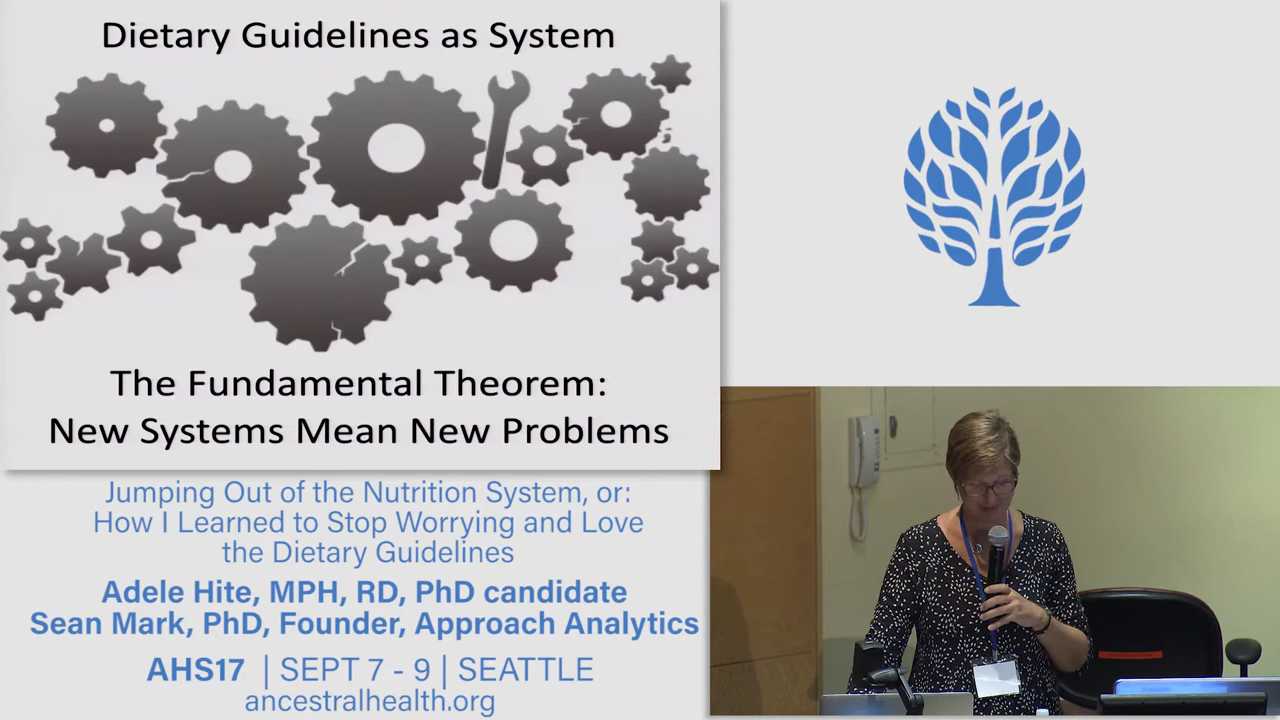 Dietary Guidelines as System
The Fundamental Theorem:
New Systems Mean New Problems
Jumping Out of the Nutrition System, or:
How I Learned to Stop Worrying and Love
the Dietary Guidelines
Adele Hite, MPH, RD, PhD candidate
Sean Mark, PhD, Founder, Approach Analytics
AHS17 | SEPT 7 - 9 | SEATTLE
ancestralhealth.org